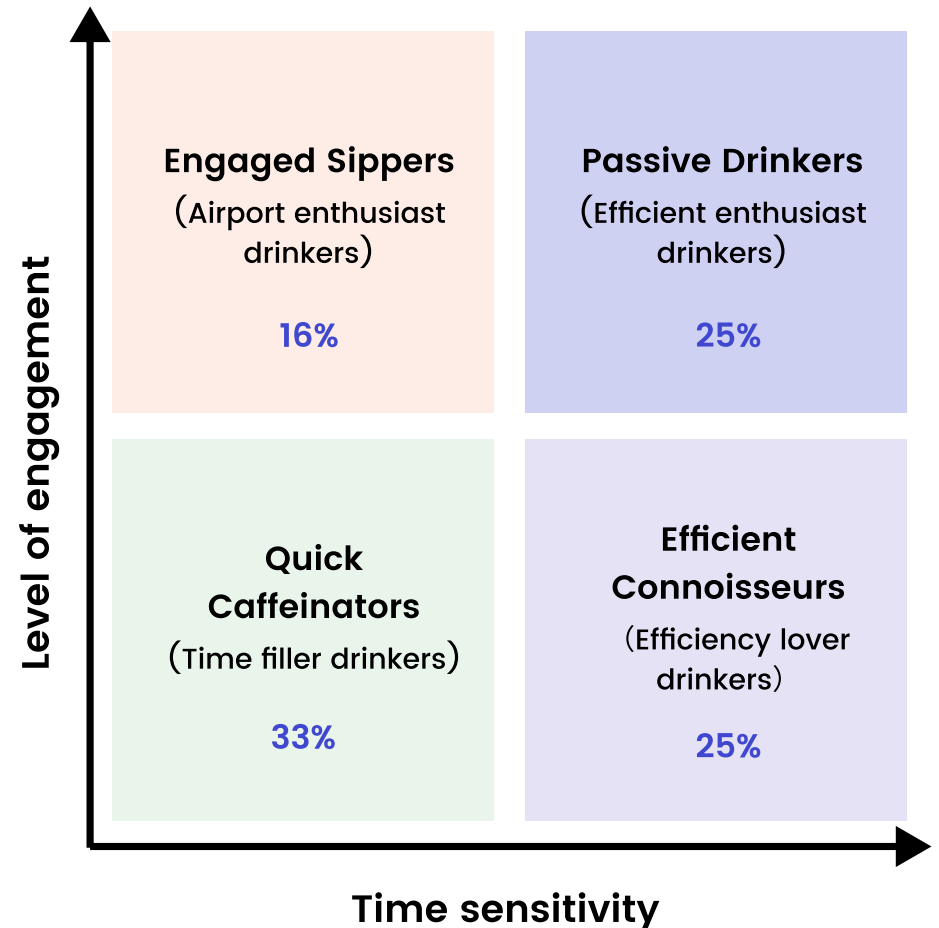 Level of engagement
Engaged Sippers
(Airport enthusiast
drinkers)
16%
Passive Drinkers
(Efficient enthusiast
drinkers)
25%
Quick
Caffeinators
(Time filler drinkers)
33%
Efficient
Connoisseurs
(Efficiency lover
drinkers)
25%
Time sensitivity